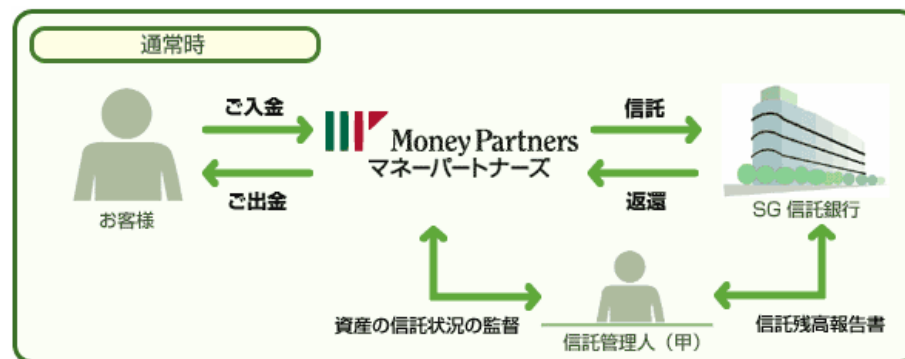 通常時
ご入金
信託
Money Partners
マネーパートナーズ
ご出金
返還
お客様
SG 信託銀行
資産の信託状況の監督
信託管理人（甲）
信託残高報告書